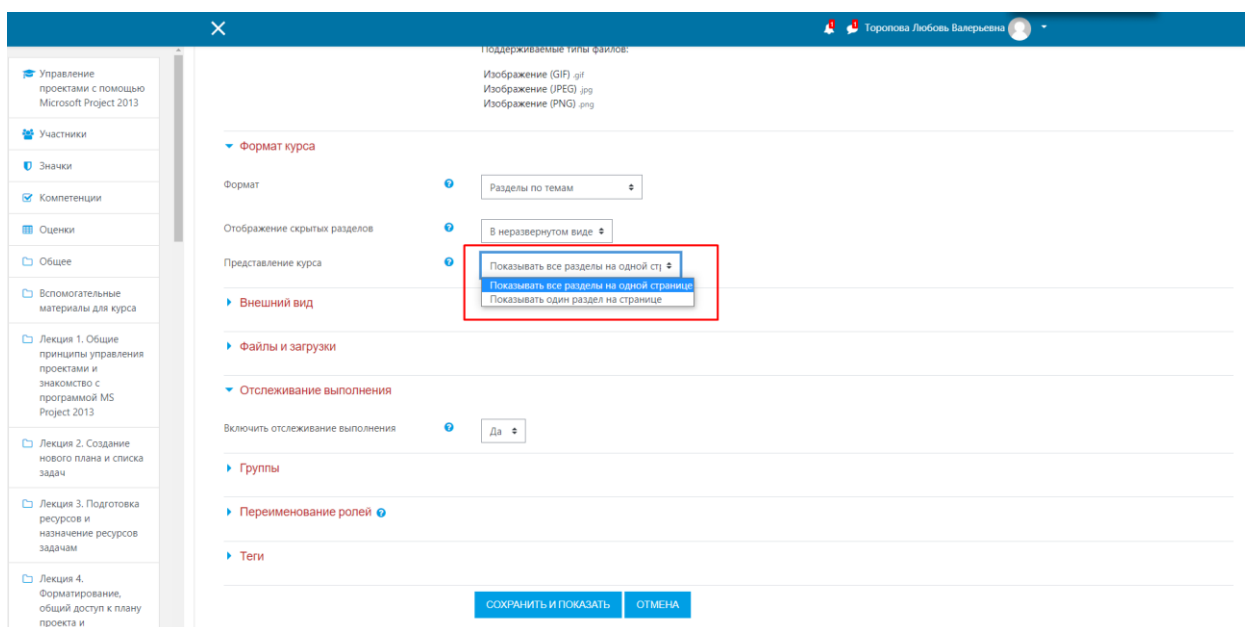 Торопова Любовь Валерьевна
Управление
проектами с помощью
Microsoft Project 2013
Участники
Значки
Компетенции
Оценки
Общее
Вспомогательные
материалы для курса
Лекция 1. Общие
принципы управления
проектами и
знакомство с
программой MS
Project 2013
Лекция 2. Создание
нового плана и списка
задач
Лекция 3. Подготовка
ресурсов и
назначение ресурсов
задачам
Лекция 4.
Форматирование,
общий доступ к плану
проекта и
Поддерживаемые типы файлов:
Изображение (GIF) .gif
Изображение (JPEG) .jpg
Изображение (PNG) .png
Формат курса
Формат
Разделы по темам
Отображение скрытых разделов
В неразвернутом виде
Представление курса
Показывать все разделы на одной ст
Показывать все разделы на одной странице
Показывать один раздел на странице
Внешний вид
Файлы и загрузки
Отслеживание выполнения
Включить отслеживание выполнения
Да
Группы
Переименование ролей
Теги
СОХРАНИТЬ И ПОКАЗАТЬ ОТМЕНА